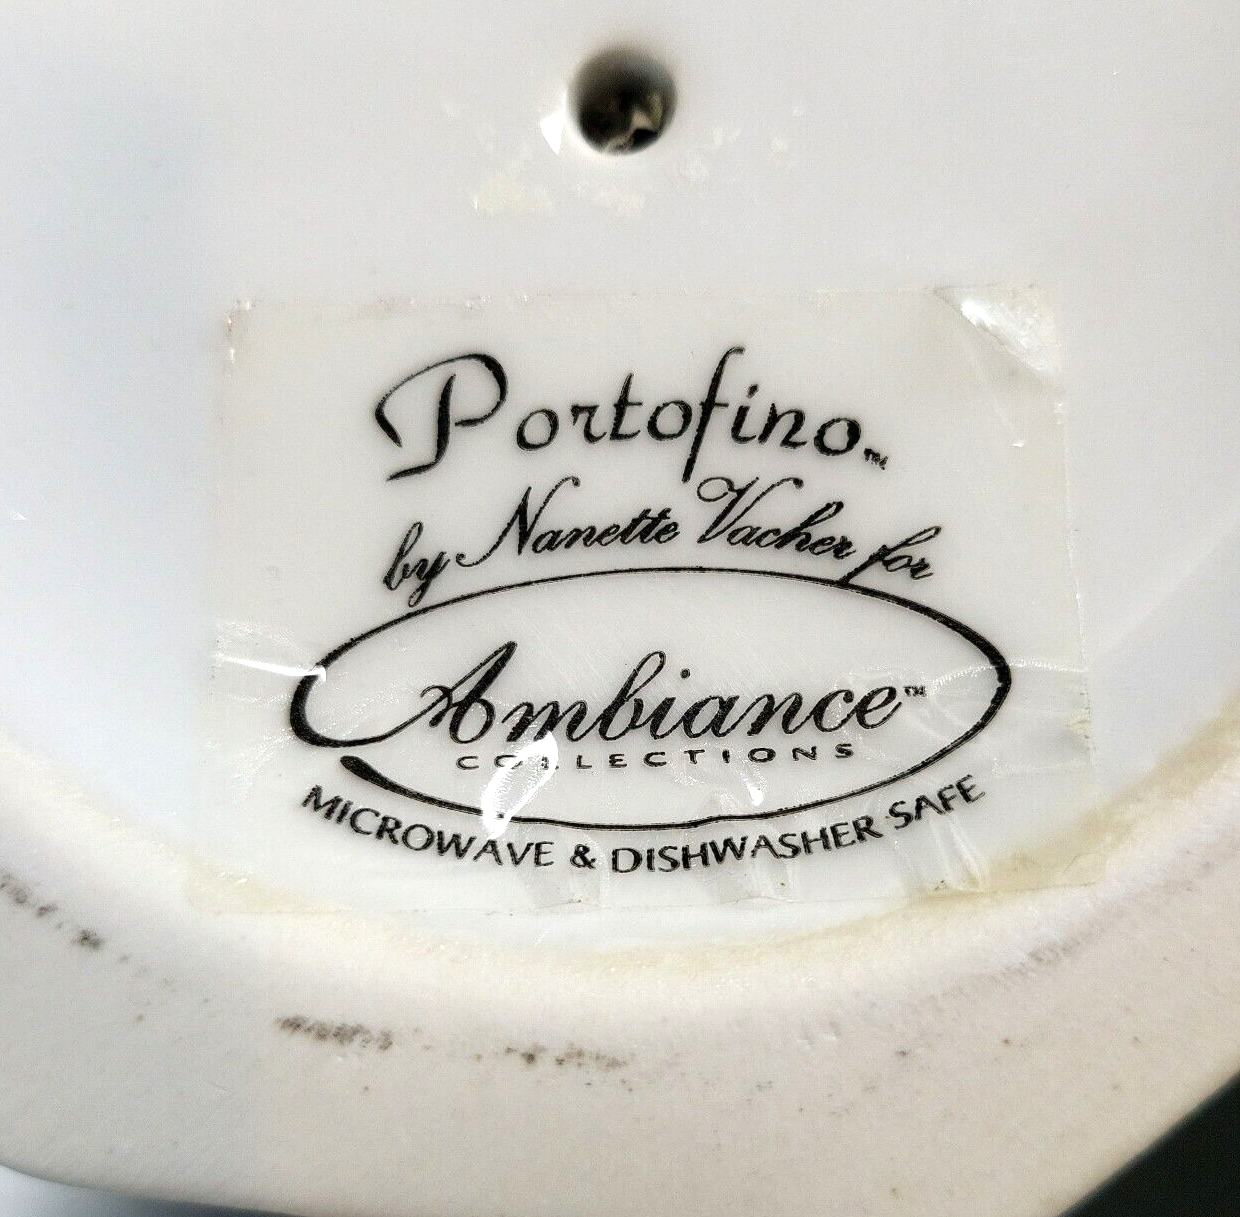 Portofino™
by Nanette Vacher for
Ambiance™
COLLECTIONS
MICROWAVE & DISHWASHER SAFE